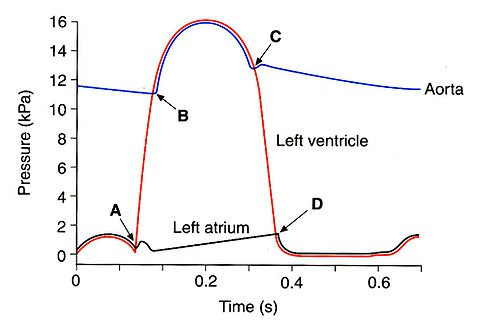 16
14
12
10
8
6
4
2
0
Pressure (kPa)
A
B
C
D
Aorta
Left ventricle
Left atrium
0
0.2
0.4
0.6
Time (s)